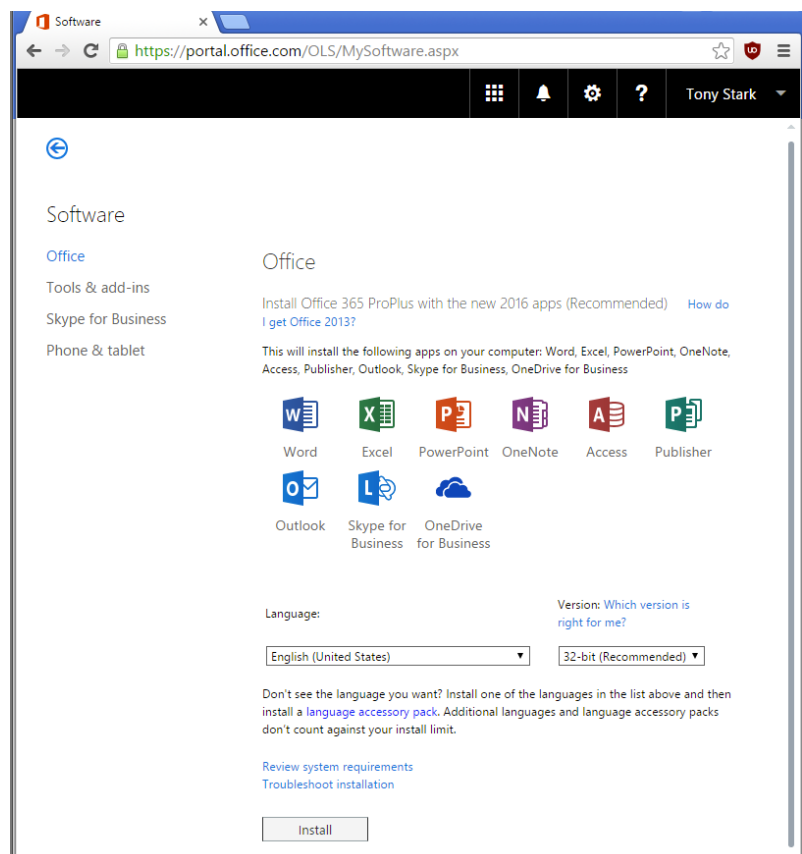 Software
https://portal.office.com/OLS/MySoftware.aspx
Tony Stark
Software
Office
Tools & add-ins
Skype for Business
Phone & tablet
Office
Install Office 365 ProPlus with the new 2016 apps (Recommended) How do
I get Office 2013?
This will install the following apps on your computer: Word, Excel, PowerPoint, OneNote,
Access, Publisher, Outlook, Skype for Business, OneDrive for Business
Word Excel PowerPoint OneNote Access Publisher
Outlook Skype for OneDrive
Business for Business
Language:
Version: Which version is
right for me?
English (United States) 32-bit (Recommended)
Don't see the language you want? Install one of the languages in the list above and then
install a language accessory pack. Additional languages and language accessory packs
don't count against your install limit.
Review system requirements
Troubleshoot installation
Install